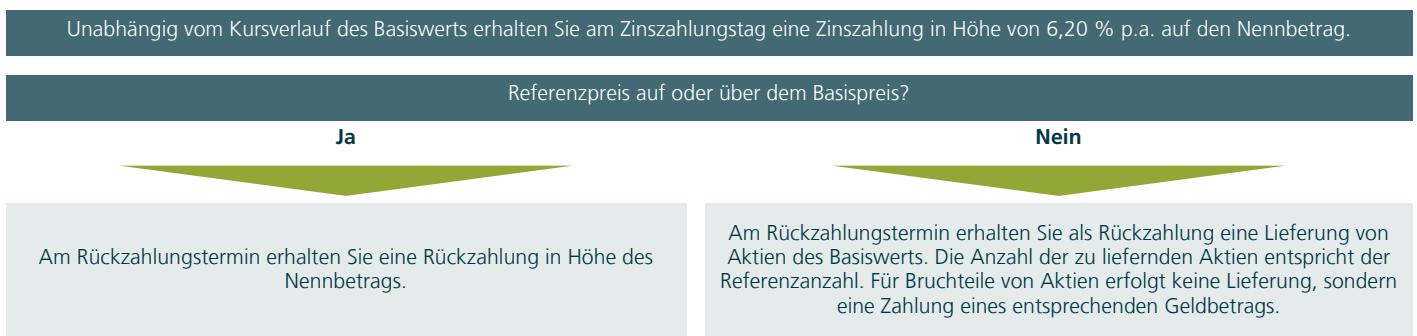 Unabhängig vom Kursverlauf des Basiswerts erhalten Sie am Zinszahlungstag eine Zinszahlung in Höhe von 6,20 % p.a. auf den Nennbetrag.
Referenzpreis auf oder über dem Basispreis?
Ja
Am Rückzahlungstermin erhalten Sie eine Rückzahlung in Höhe des
Nennbetrags.
Nein
Am Rückzahlungstermin erhalten Sie als Rückzahlung eine Lieferung von
Aktien des Basiswerts. Die Anzahl der zu liefernden Aktien entspricht der
Referenzanzahl. Für Bruchteile von Aktien erfolgt keine Lieferung, sondern
eine Zahlung eines entsprechenden Geldbetrags.